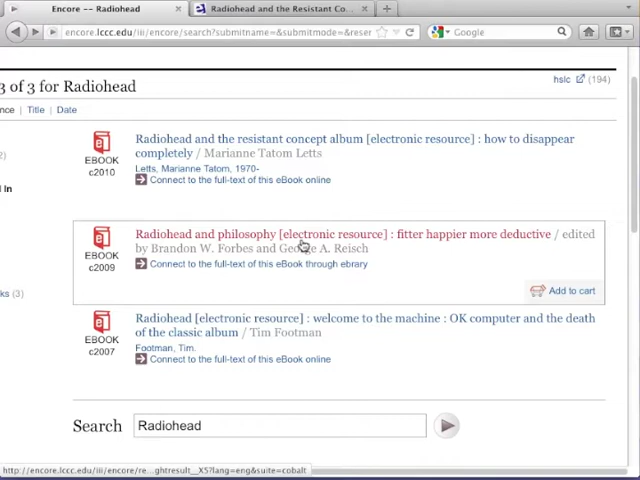 Encore -- Radiohead
Radiohead and the Resistant Co...
encore.lccc.edu/iii/encore/search?submitname=&submitmode=&reser
Google
3 of 3 for Radiohead
hslc (194)
nce | Title | Date
EBOOK
c2010
Radiohead and the resistant concept album [electronic resource] : how to disappear
completely / Marianne Tatom Letts
Letts, Marianne Tatom, 1970-
Connect to the full-text of this eBook online
2)
d In
EBOOK
c2009
Radiohead and philosophy [electronic resource] : fitter happier more deductive / edited
by Brandon W. Forbes and George A. Reisch
Connect to the full-text of this eBook through ebrary
Add to cart
ks (3)
EBOOK
c2007
Radiohead [electronic resource] : welcome to the machine : OK computer and the death
of the classic album / Tim Footman
Footman, Tim.
Connect to the full-text of this eBook online
Search
Radiohead
http://encore.lccc.edu/iii/encore/re...ghtresult__X5?lang=eng&suite=cobalt